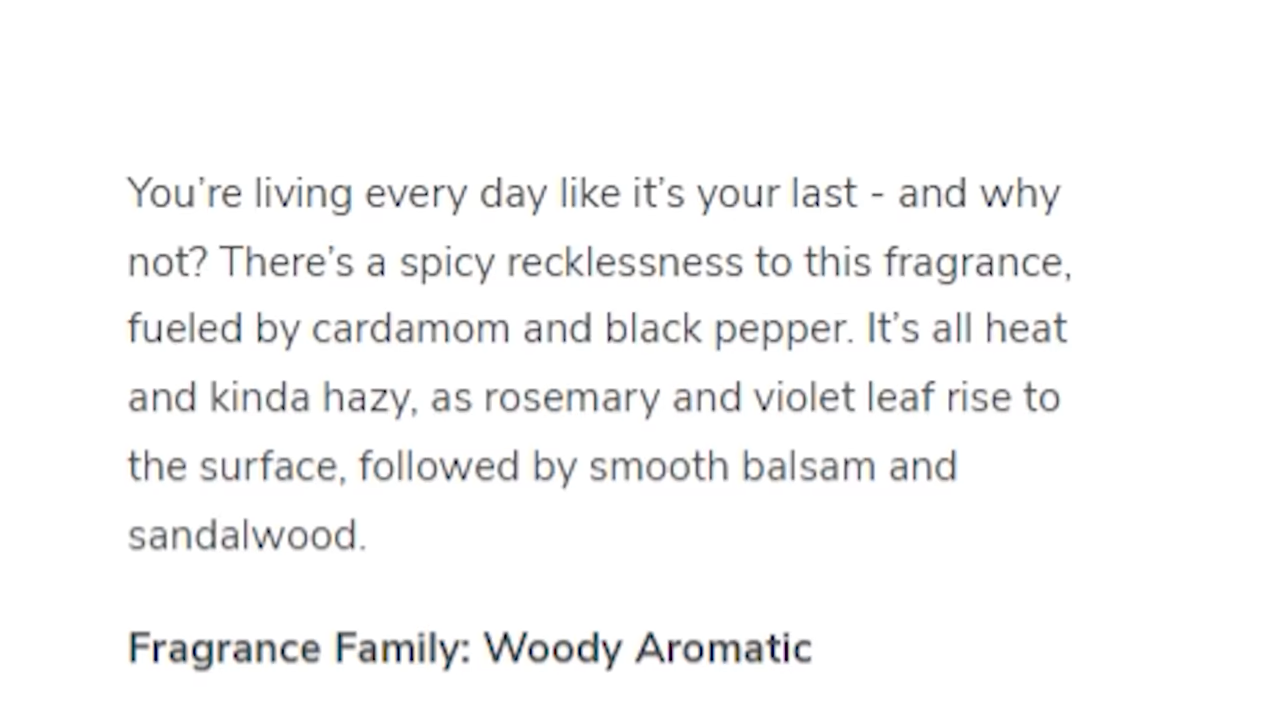 You’re living every day like it’s your last - and why
not? There’s a spicy recklessness to this fragrance,
fueled by cardamom and black pepper. It’s all heat
and kinda hazy, as rosemary and violet leaf rise to
the surface, followed by smooth balsam and
sandalwood.
Fragrance Family: Woody Aromatic